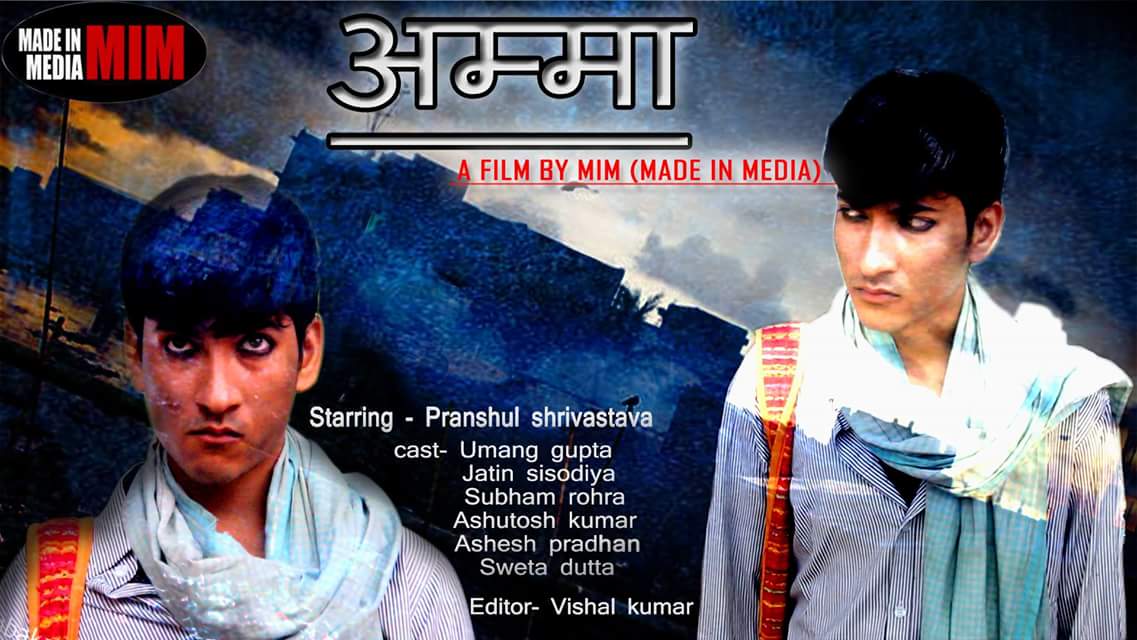 MADE IN
MEDIA MIM
अम्मा
A FILM BY MIM (MADE IN MEDIA)
Starring - Pranshul shrivastava
cast- Umang gupta
Jatin sisodiya
Subham rohra
Ashutosh kumar
Ashesh pradhan
Sweta dutta
Editor- Vishal kumar